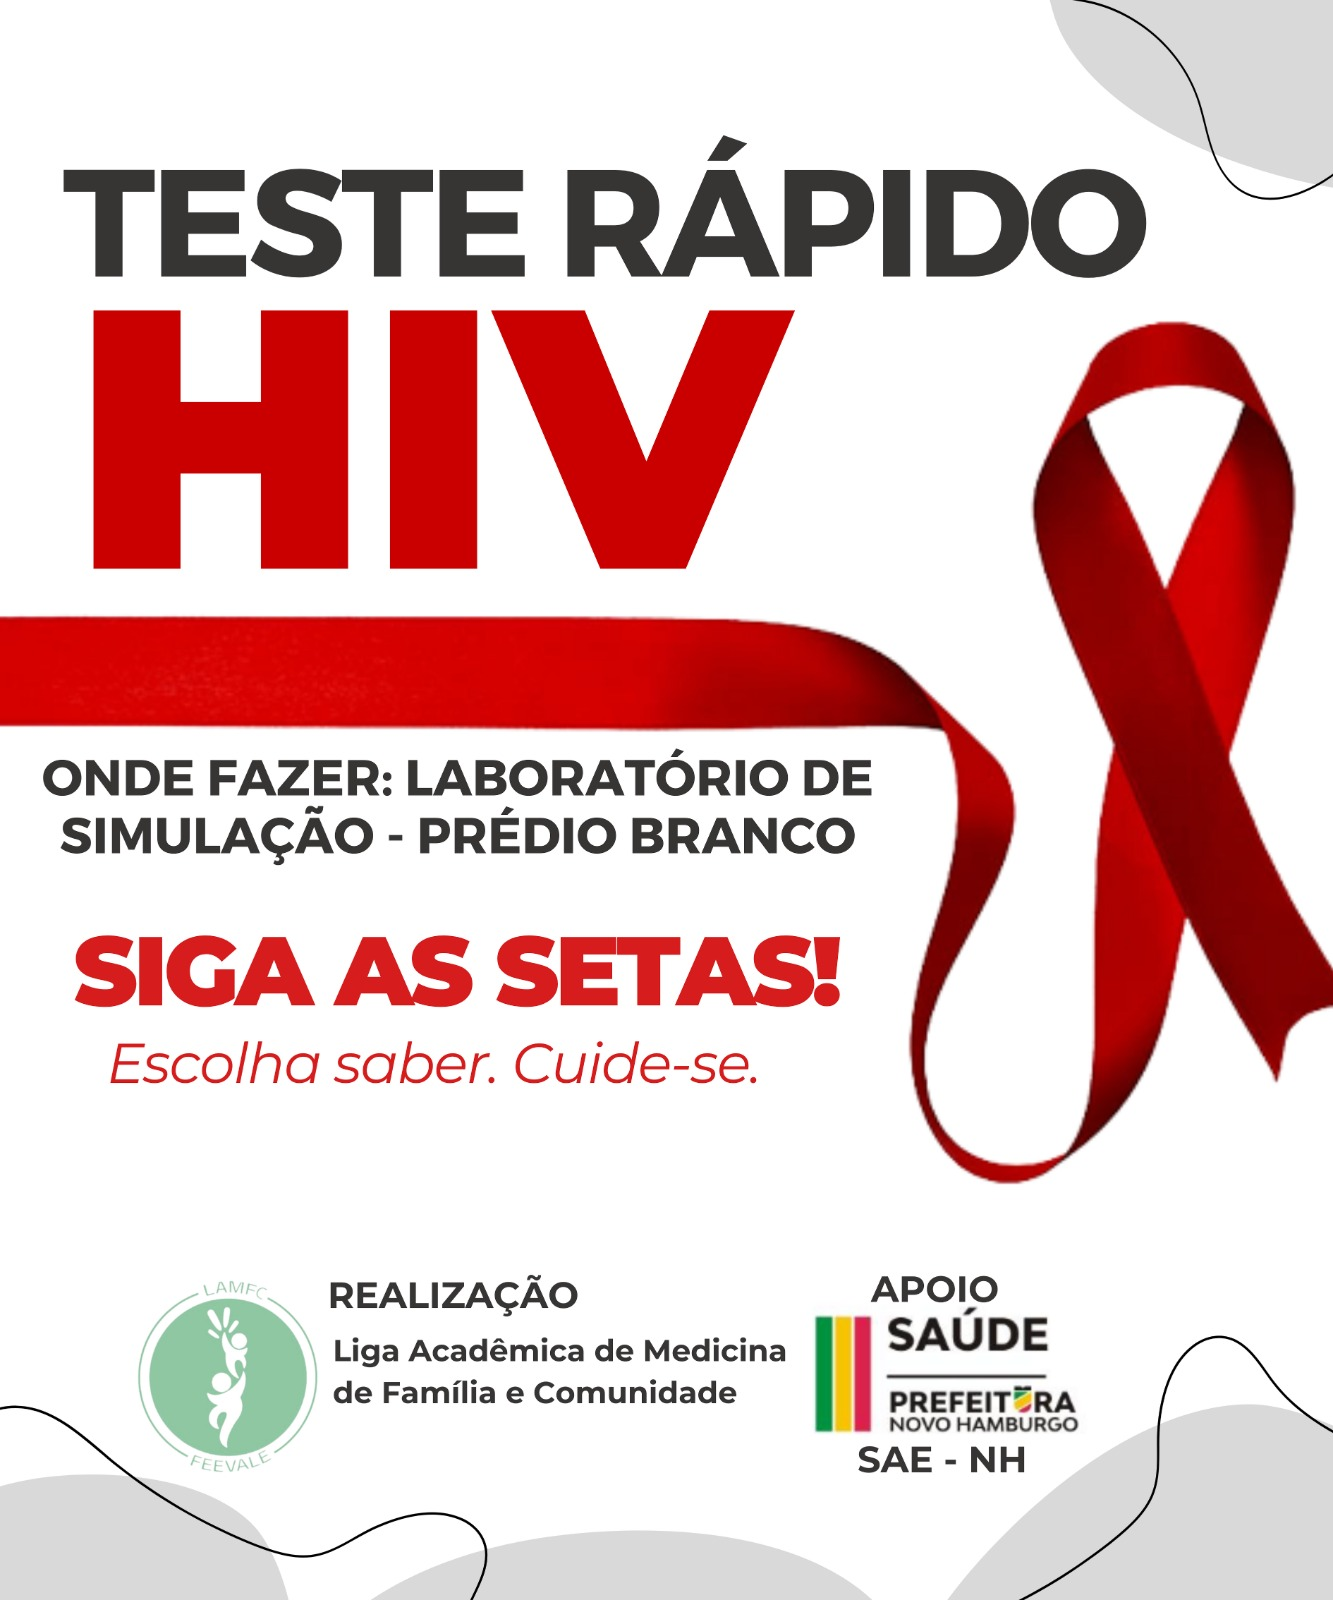 TESTE RÁPIDO
HIV
ONDE FAZER: LABORATÓRIO DE
SIMULAÇÃO - PRÉDIO BRANCO
SIGA AS SETAS!
Escolha saber. Cuide-se.
LAMFC
FEEVALE
REALIZAÇÃO
Liga Acadêmica de Medicina
de Família e Comunidade
APOIO
SAÚDE
PREFEITURA
NOVO HAMBURGO
SAE - NH